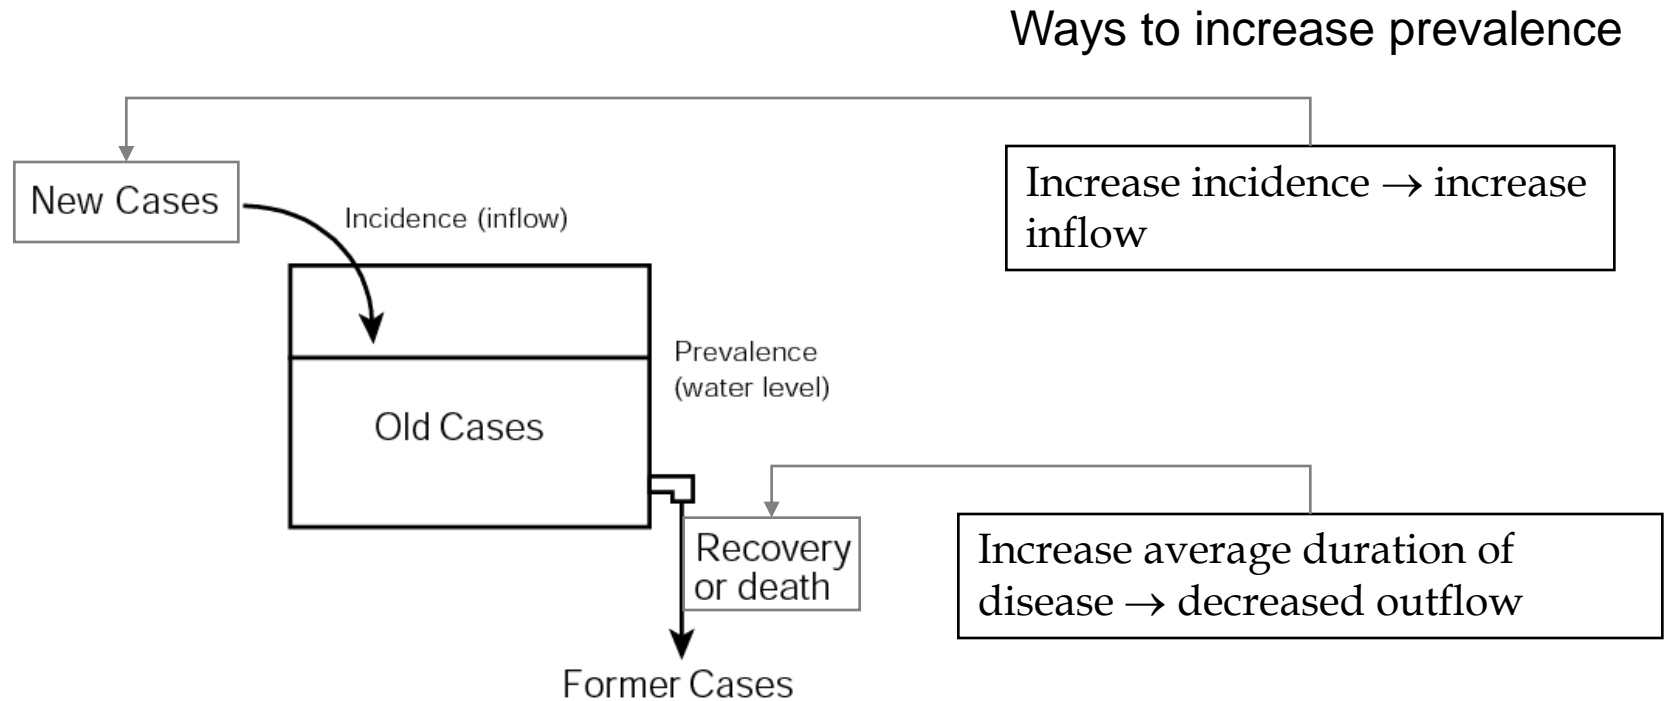 Ways to increase prevalence
New Cases
Incidence (inflow)
Increase incidence → increase
inflow
Prevalence
(water level)
Old Cases
Recovery
or death
Increase average duration of
disease → decreased outflow
Former Cases